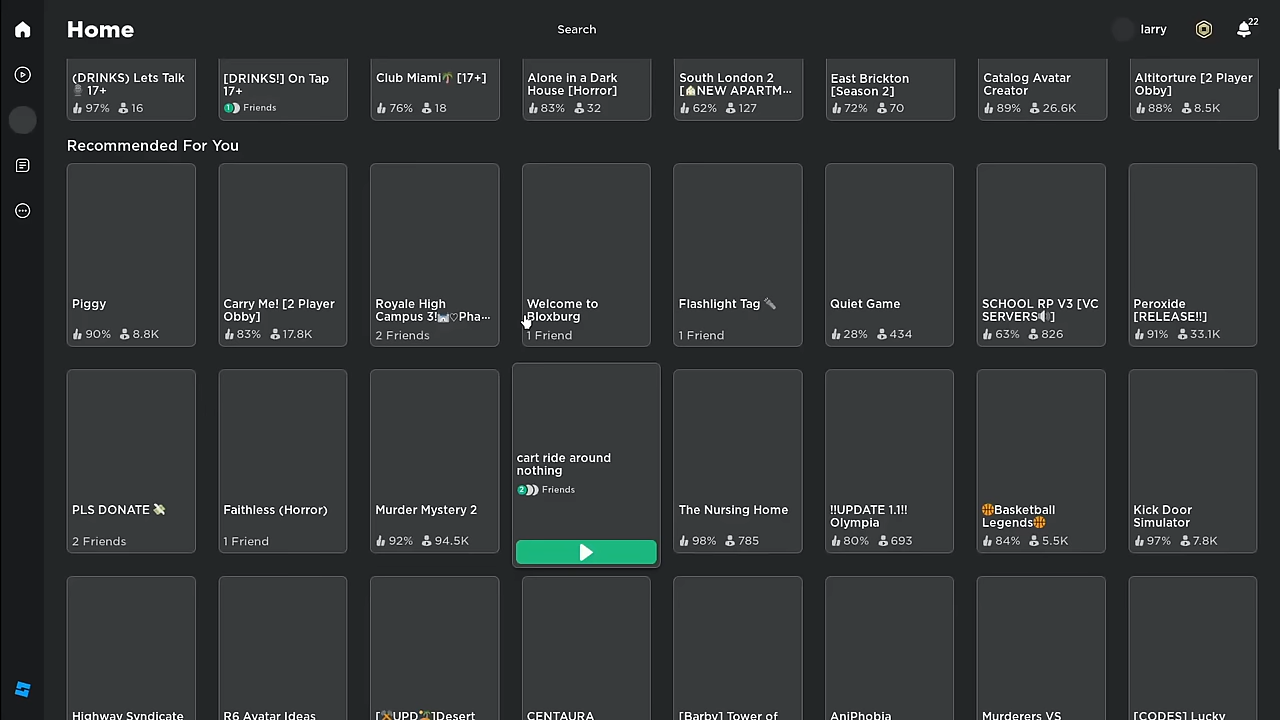 Home
Search
larry
22
(DRINKS) Lets Talk
🎙️ 17+
97% 16
[DRINKS!] On Tap
17+
1 Friends
Club Miami🌴 [17+]
76% 18
Alone in a Dark
House [Horror]
83% 32
South London 2
[🏠NEW APARTM...
62% 127
East Brickton
[Season 2]
72% 70
Catalog Avatar
Creator
89% 26.6K
Altitorture [2 Player
Obby]
88% 8.5K
Recommended For You
Piggy
90% 8.8K
Carry Me! [2 Player
Obby]
83% 17.8K
Royale High
Campus 3!🏰♡Pha...
2 Friends
Welcome to
Bloxburg
1 Friend
Flashlight Tag 🔦
1 Friend
Quiet Game
28% 434
SCHOOL RP V3 [VC
SERVERS🔊]
63% 826
Peroxide
[RELEASE!!]
91% 33.1K
PLS DONATE 💸
2 Friends
Faithless (Horror)
1 Friend
Murder Mystery 2
92% 94.5K
cart ride around
nothing
2 Friends
The Nursing Home
98% 785
!!UPDATE 1.1!!
Olympia
80% 693
🏀Basketball
Legends🏀
84% 5.5K
Kick Door
Simulator
97% 7.8K
Highway Syndicate
R6 Avatar Ideas
[⚒️UPD🏜️]Desert
CENTAURA
[Barby] Tower of
AniPhobia
Murderers VS
[CODES] Lucky